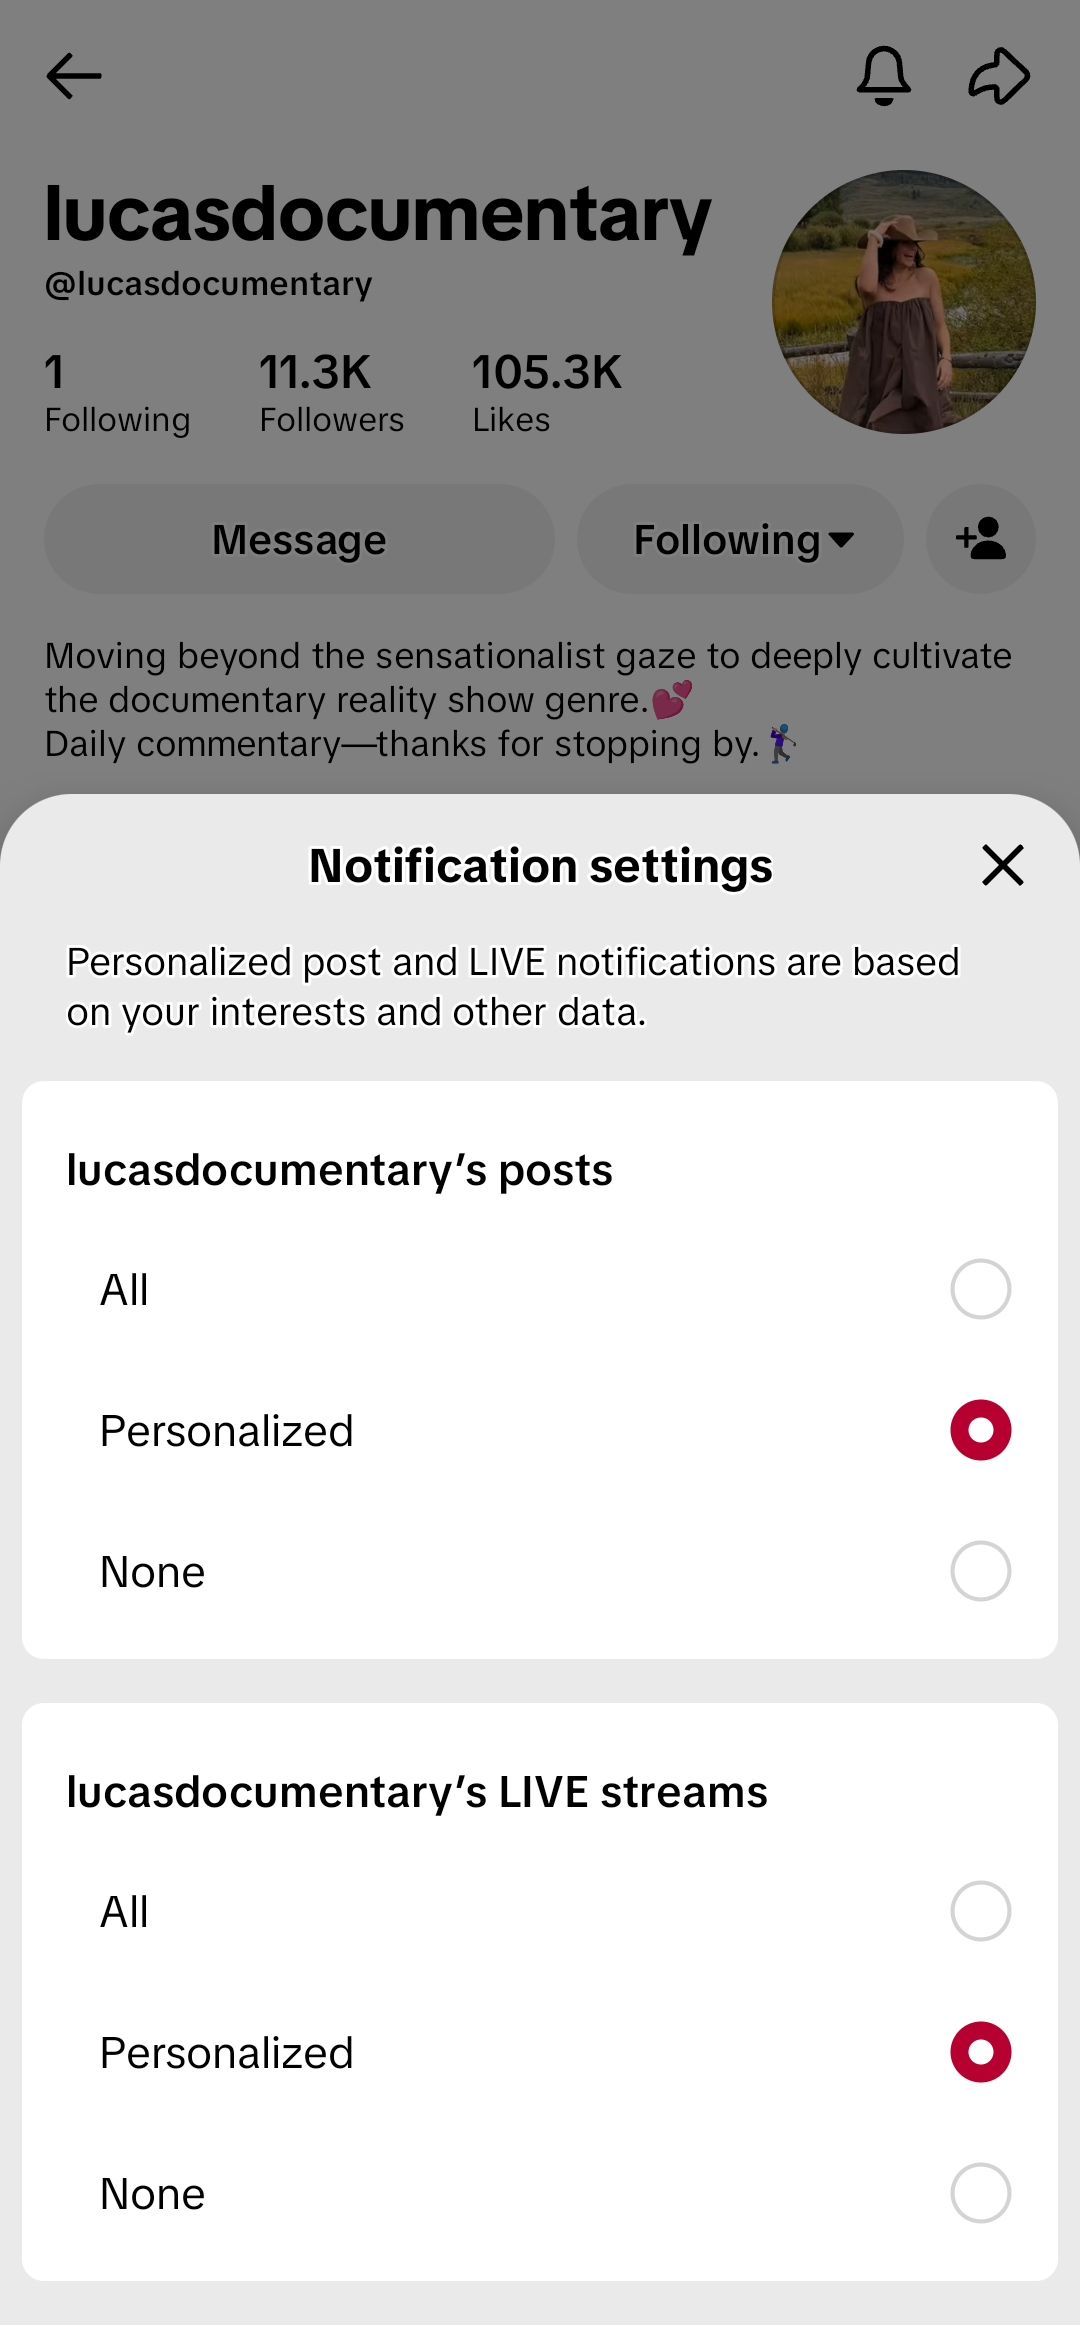 lucasdocumentary
@lucasdocumentary
1 11.3K 105.3K
Following Followers Likes
Message Following
Moving beyond the sensationalist gaze to deeply cultivate
the documentary reality show genre.💕
Daily commentary—thanks for stopping by.🏌️‍♀️
Notification settings
Personalized post and LIVE notifications are based
on your interests and other data.
lucasdocumentary’s posts
All
Personalized
None
lucasdocumentary’s LIVE streams
All
Personalized
None